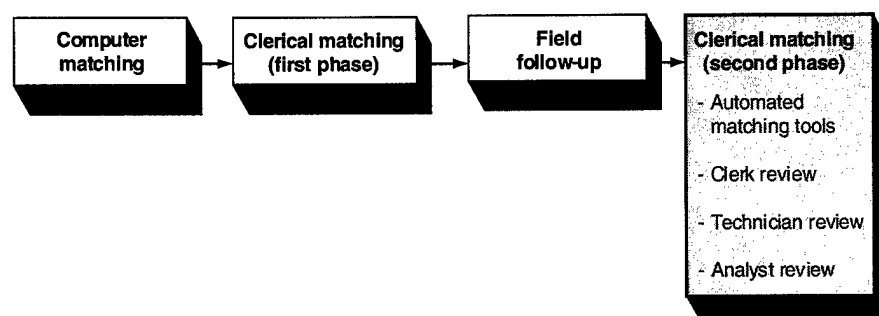 Computer
matching
Clerical matching
(first phase)
Field
follow-up
Clerical matching
(second phase)
- Automated
matching tools
- Clerk review
- Technician review
- Analyst review